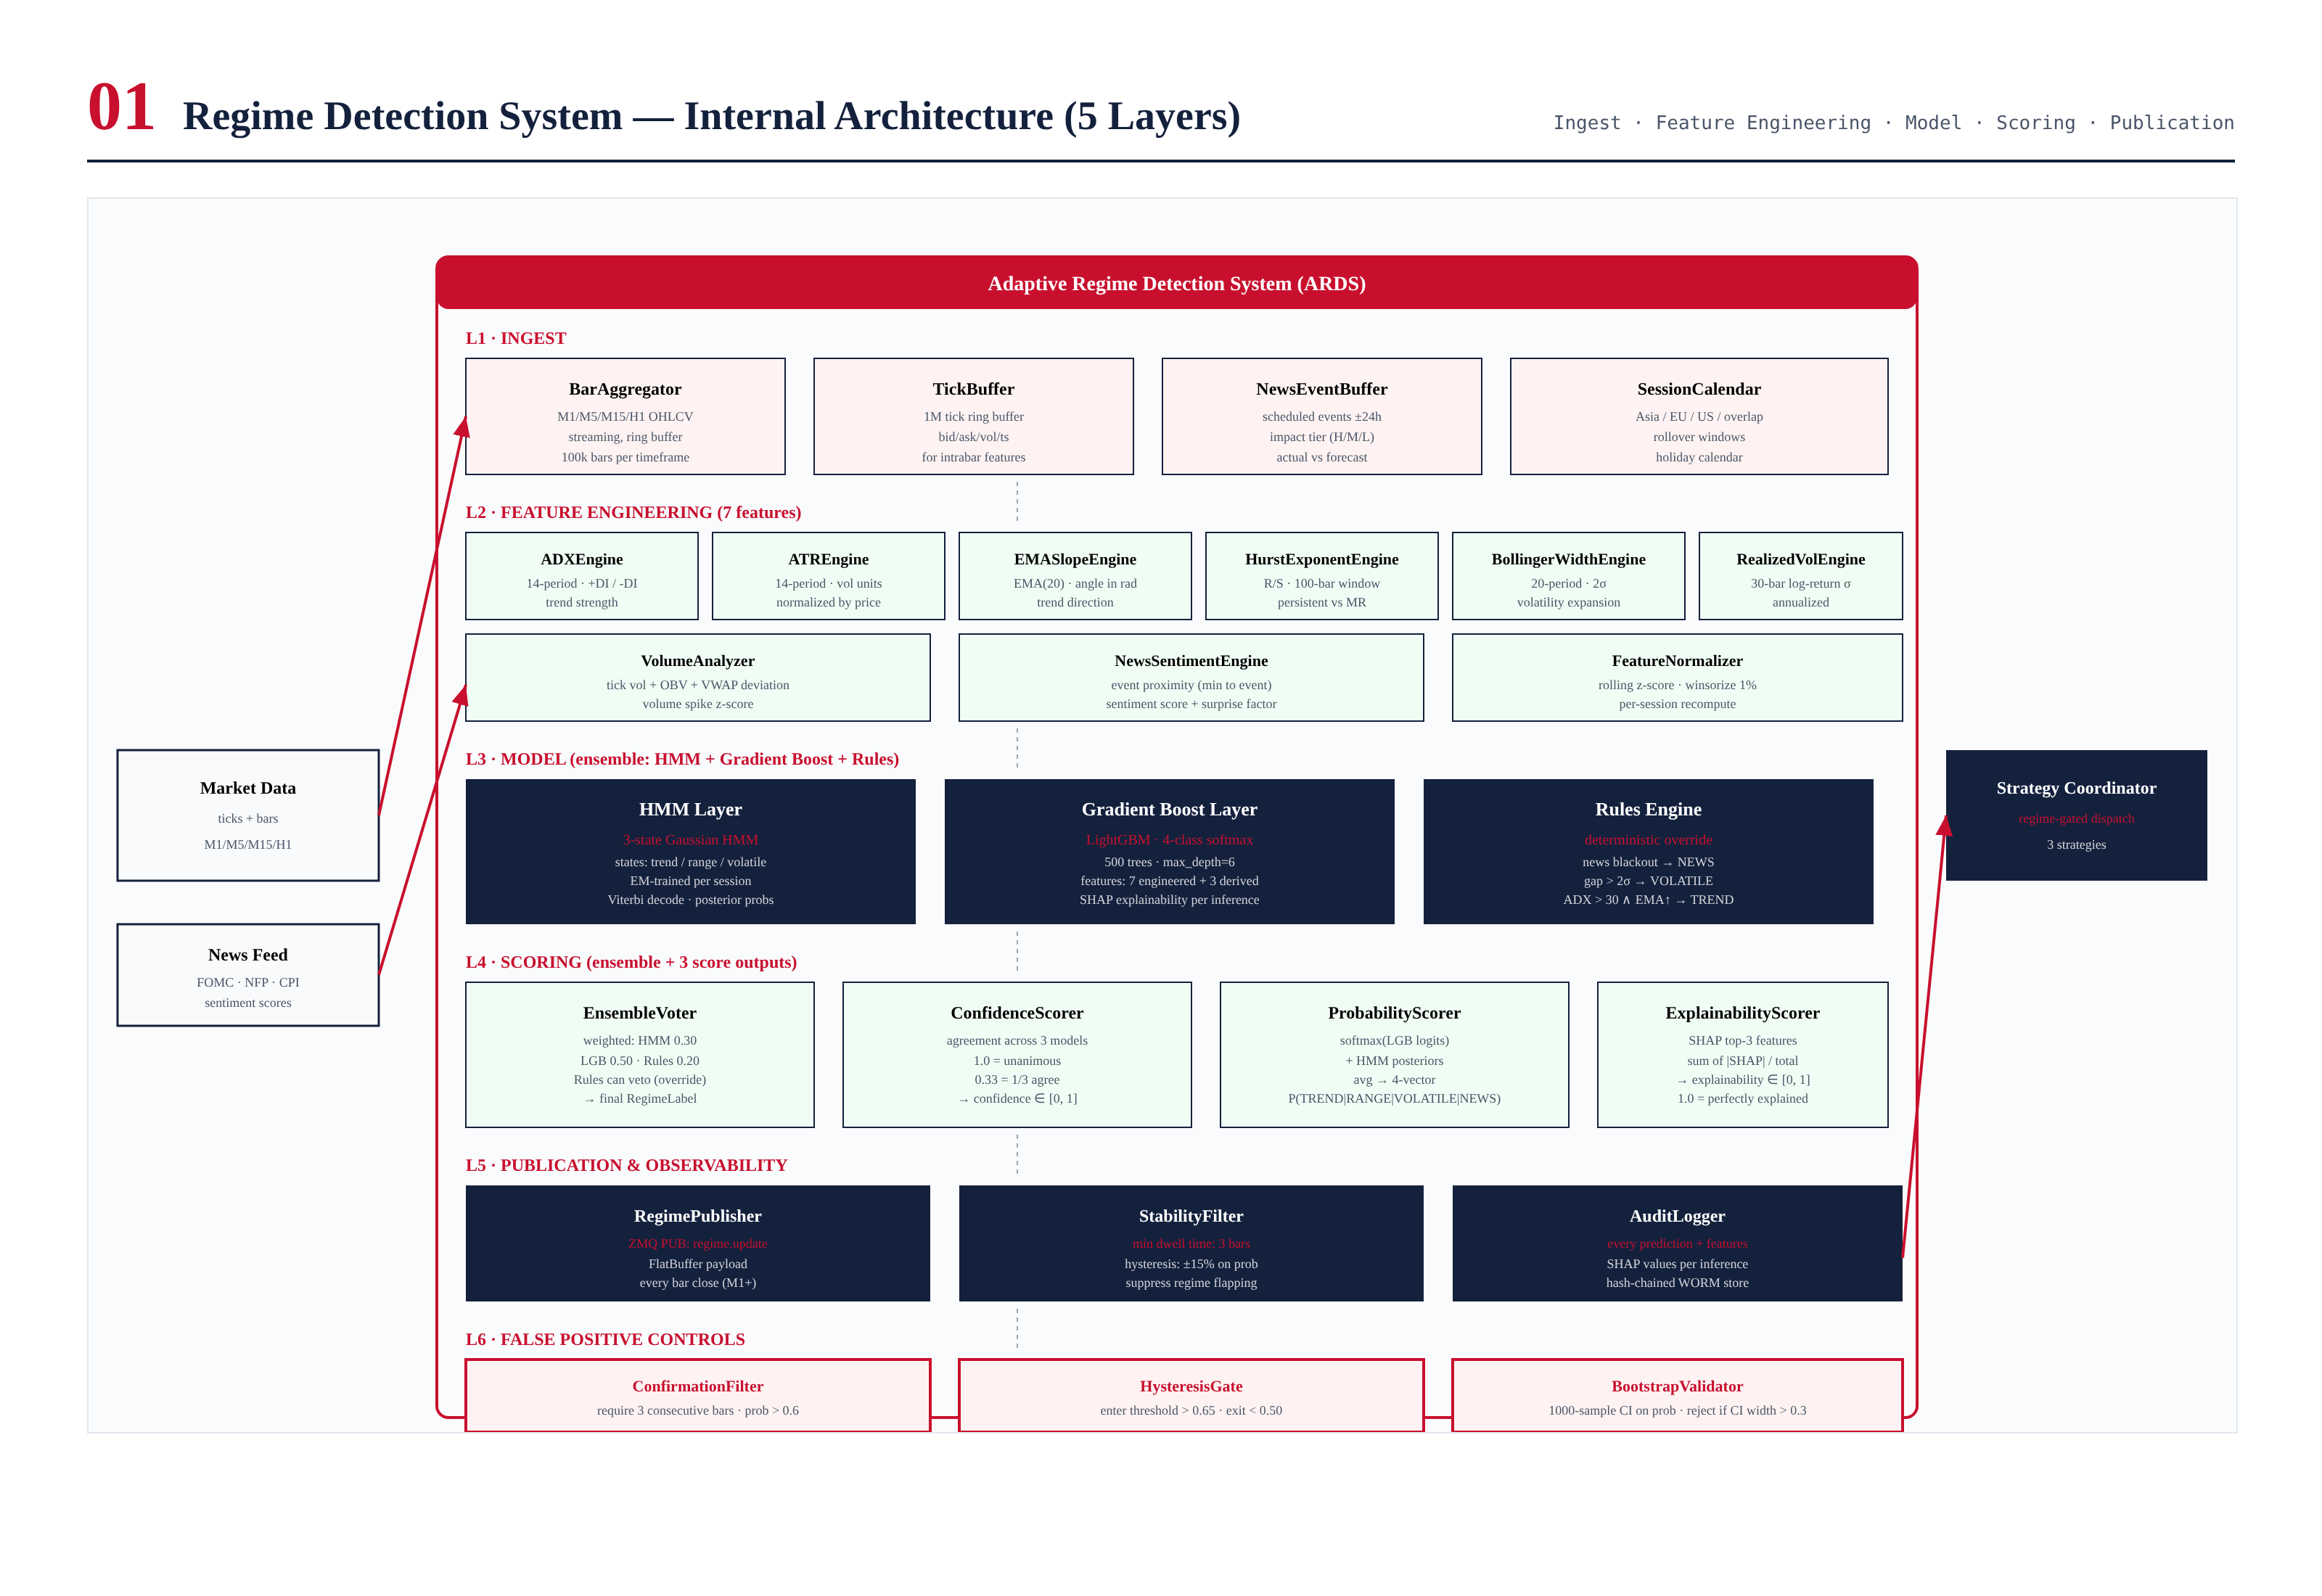 01 Regime Detection System — Internal Architecture (5 Layers)
Ingest · Feature Engineering · Model · Scoring · Publication
Adaptive Regime Detection System (ARDS)
L1 · INGEST
BarAggregator
M1/M5/M15/H1 OHLCV
streaming, ring buffer
100k bars per timeframe
TickBuffer
1M tick ring buffer
bid/ask/vol/ts
for intrabar features
NewsEventBuffer
scheduled events ±24h
impact tier (H/M/L)
actual vs forecast
SessionCalendar
Asia / EU / US / overlap
rollover windows
holiday calendar
L2 · FEATURE ENGINEERING (7 features)
ADXEngine
14-period · +DI / -DI
trend strength
ATREngine
14-period · vol units
normalized by price
EMASlopeEngine
EMA(20) · angle in rad
trend direction
HurstExponentEngine
R/S · 100-bar window
persistent vs MR
BollingerWidthEngine
20-period · 2σ
volatility expansion
RealizedVolEngine
30-bar log-return σ
annualized
VolumeAnalyzer
tick vol + OBV + VWAP deviation
volume spike z-score
NewsSentimentEngine
event proximity (min to event)
sentiment score + surprise factor
FeatureNormalizer
rolling z-score · winsorize 1%
per-session recompute
Market Data
ticks + bars
M1/M5/M15/H1
News Feed
FOMC · NFP · CPI
sentiment scores
L3 · MODEL (ensemble: HMM + Gradient Boost + Rules)
HMM Layer
3-state Gaussian HMM
states: trend / range / volatile
EM-trained per session
Viterbi decode · posterior probs
Gradient Boost Layer
LightGBM · 4-class softmax
500 trees · max_depth=6
features: 7 engineered + 3 derived
SHAP explainability per inference
Rules Engine
deterministic override
news blackout → NEWS
gap > 2σ → VOLATILE
ADX > 30 ∧ EMA↑ → TREND
Strategy Coordinator
regime-gated dispatch
3 strategies
L4 · SCORING (ensemble + 3 score outputs)
EnsembleVoter
weighted: HMM 0.30
LGB 0.50 · Rules 0.20
Rules can veto (override)
→ final RegimeLabel
ConfidenceScorer
agreement across 3 models
1.0 = unanimous
0.33 = 1/3 agree
→ confidence ∈ [0, 1]
ProbabilityScorer
softmax(LGB logits)
+ HMM posteriors
avg → 4-vector
P(TREND|RANGE|VOLATILE|NEWS)
ExplainabilityScorer
SHAP top-3 features
sum of |SHAP| / total
→ explainability ∈ [0, 1]
1.0 = perfectly explained
L5 · PUBLICATION & OBSERVABILITY
RegimePublisher
ZMQ PUB: regime.update
FlatBuffer payload
every bar close (M1+)
StabilityFilter
min dwell time: 3 bars
hysteresis: ±15% on prob
suppress regime flapping
AuditLogger
every prediction + features
SHAP values per inference
hash-chained WORM store
L6 · FALSE POSITIVE CONTROLS
ConfirmationFilter
require 3 consecutive bars · prob > 0.6
HysteresisGate
enter threshold > 0.65 · exit < 0.50
BootstrapValidator
1000-sample CI on prob · reject if CI width > 0.3